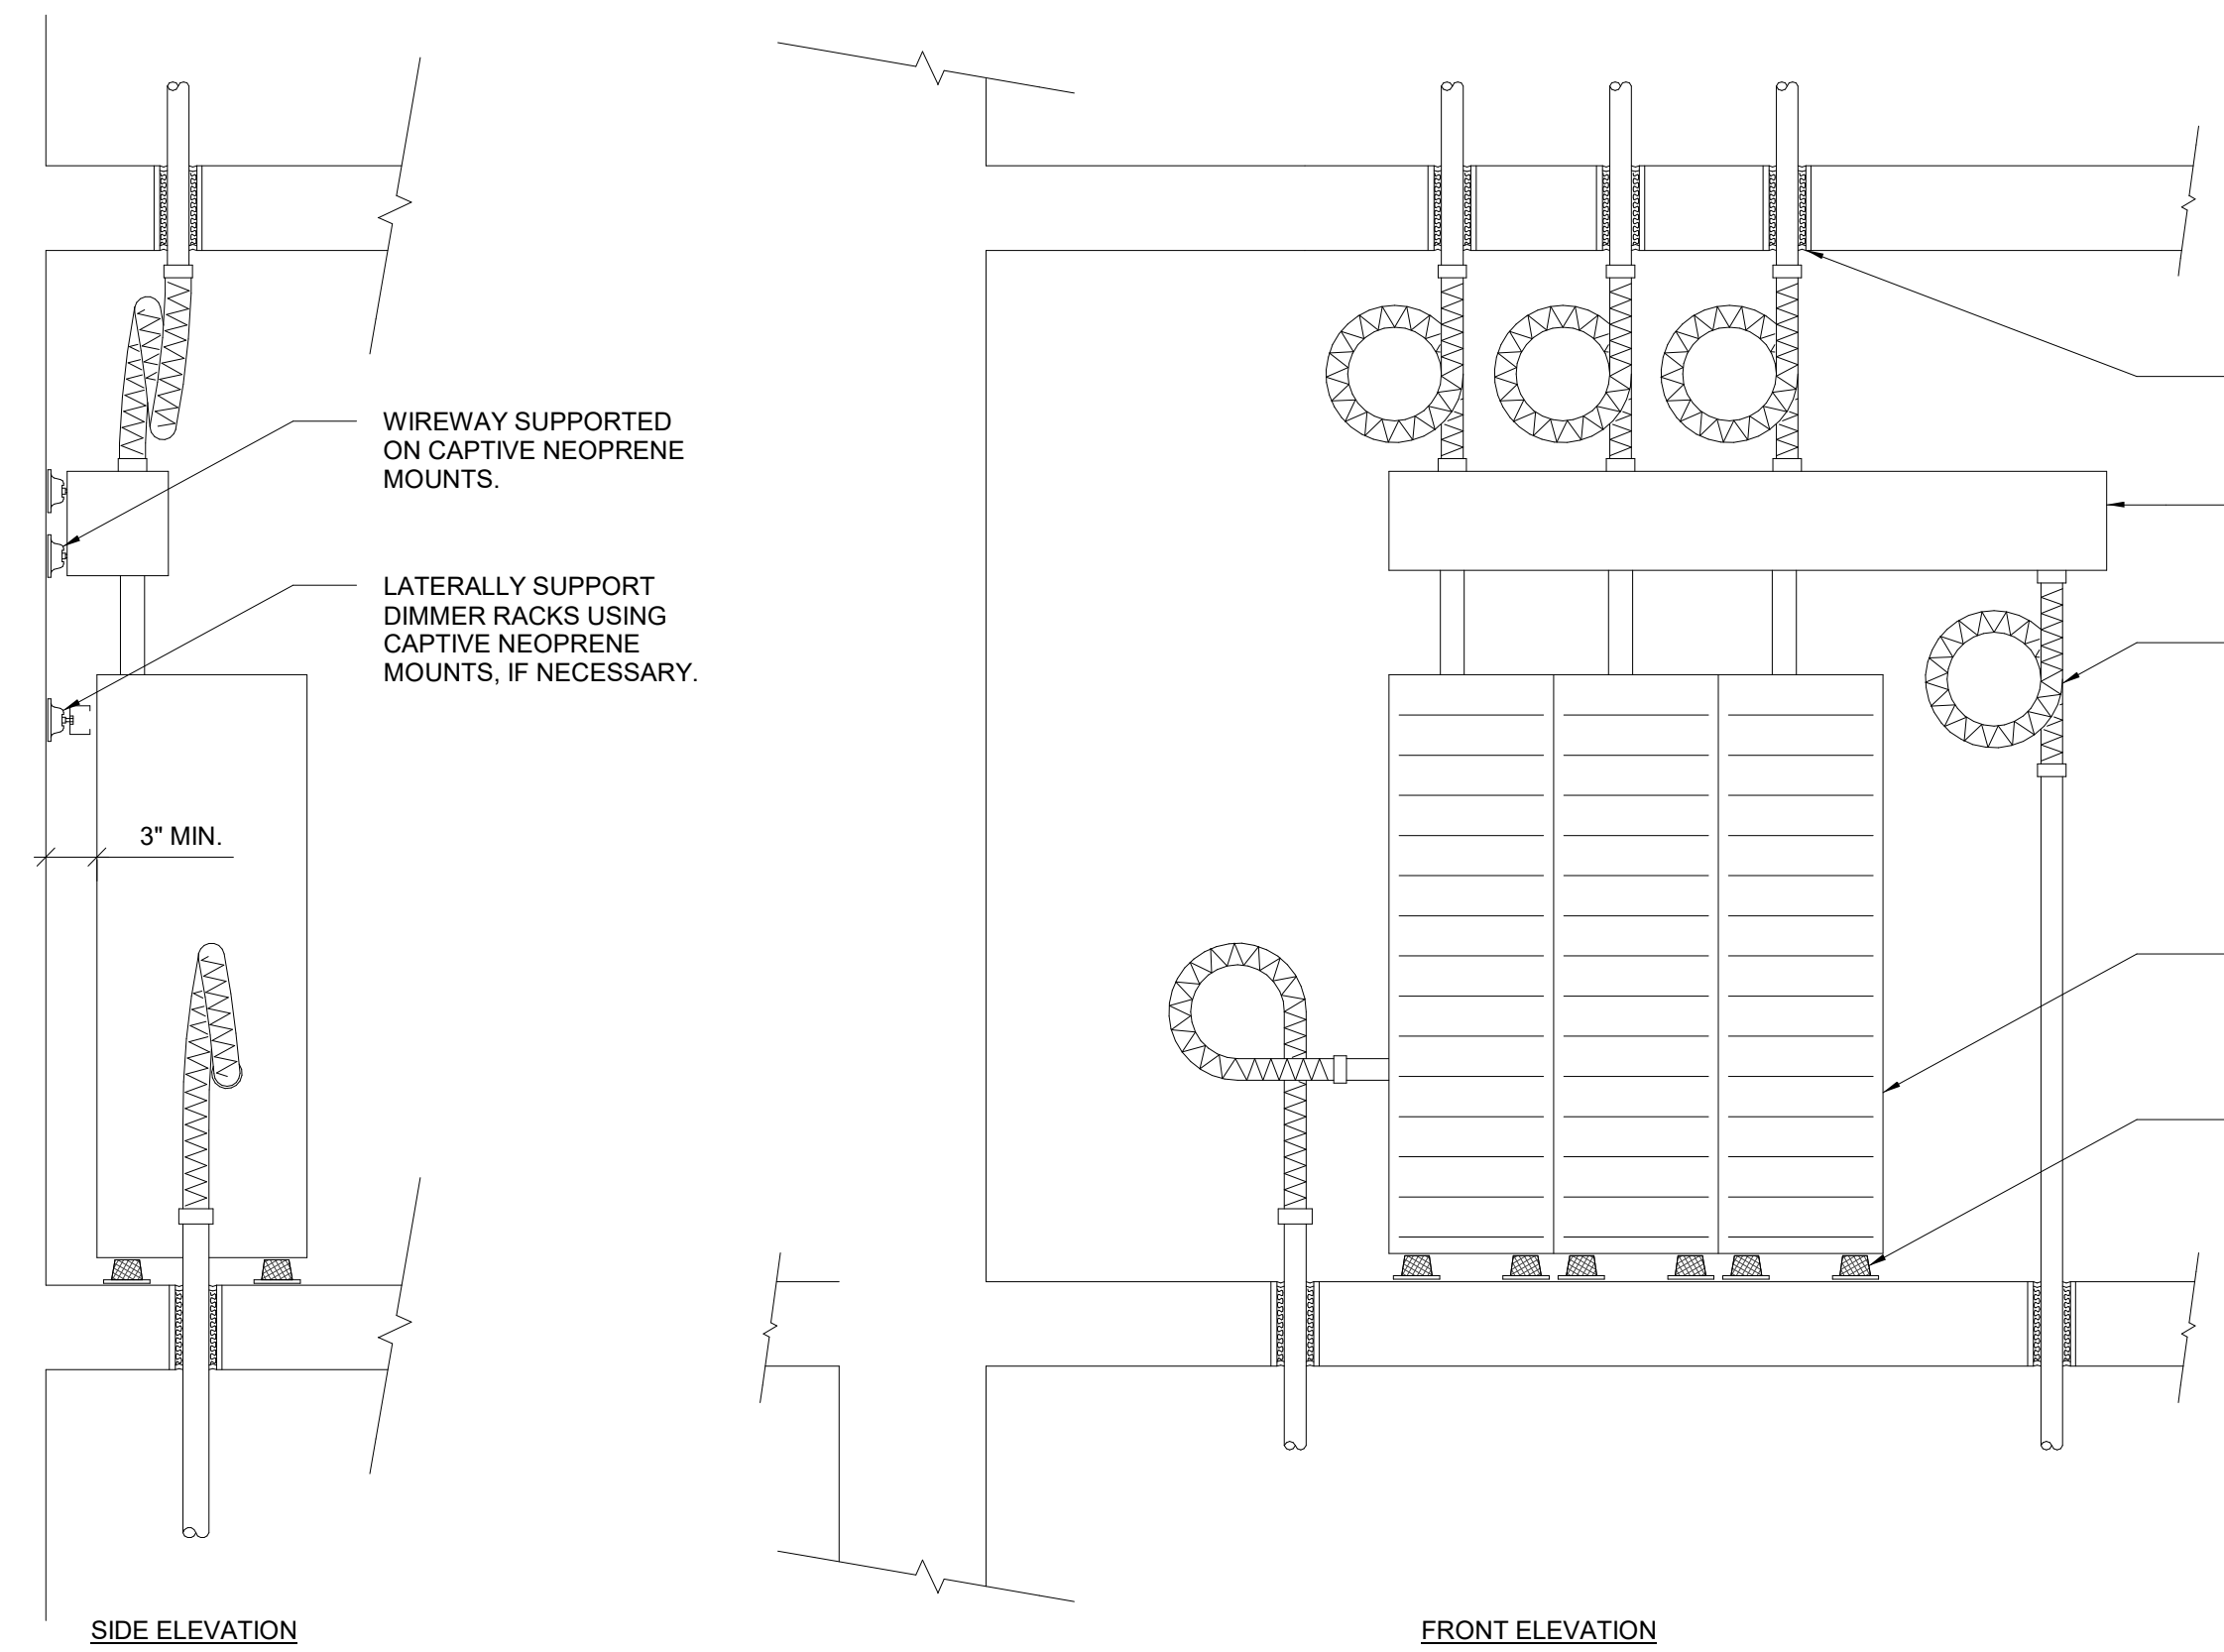 WIREWAY SUPPORTED
ON CAPTIVE NEOPRENE
MOUNTS.
LATERALLY SUPPORT
DIMMER RACKS USING
CAPTIVE NEOPRENE
MOUNTS, IF NECESSARY.
3" MIN.
SIDE ELEVATION
FRONT ELEVATION